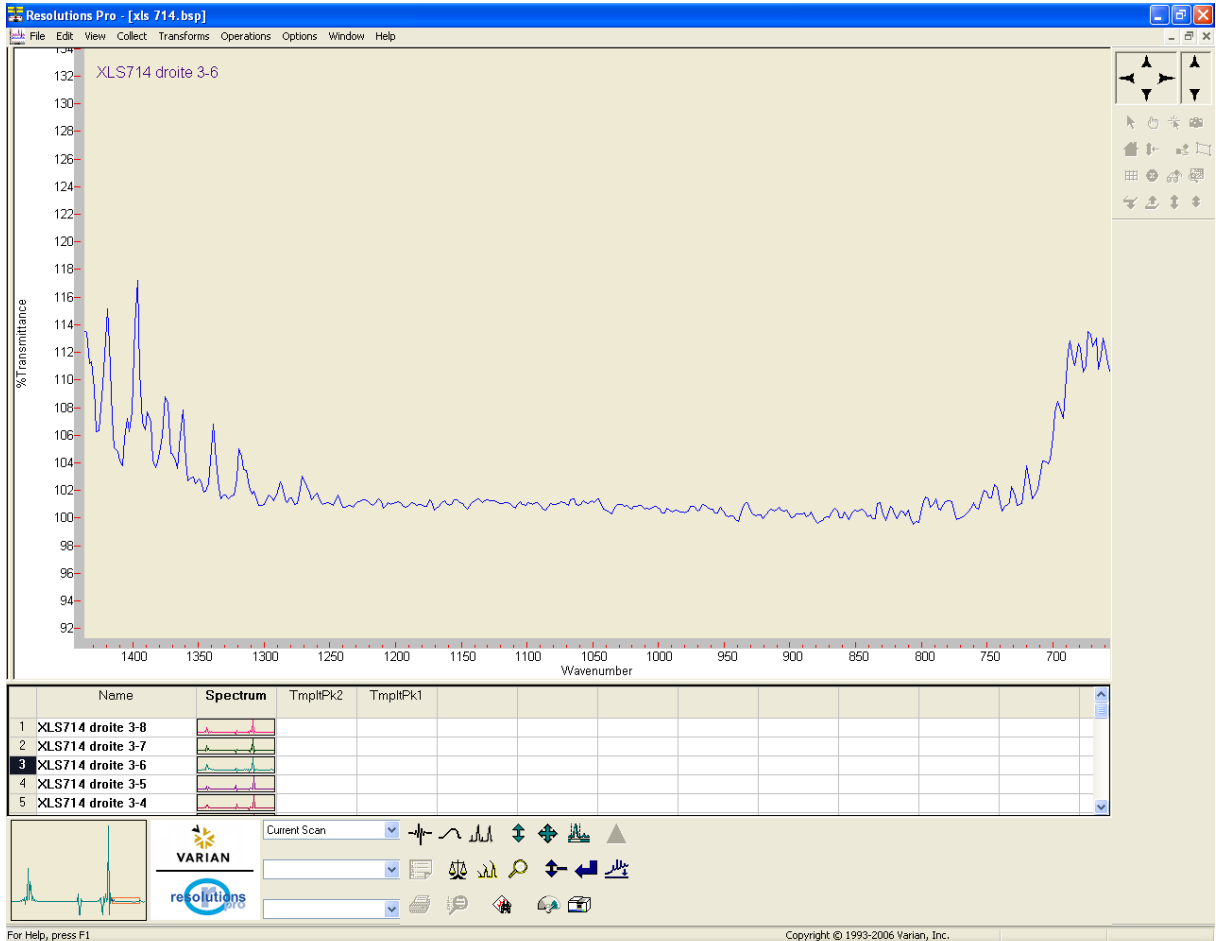 Resolutions Pro - [xls 714.bsp]
File Edit View Collect Transforms Operations Options Window Help
134
XLS714 droite 3-6
132
130
128
126
124
122
120
118
116
114
112
110
108
106
104
102
100
98
96
94
92
%Transmittance
1400 1350 1300 1250 1200 1150 1100 1050 1000 950 900 850 800 750 700
Wavenumber
Name Spectrum TmpltPk2 TmpltPk1
1 XLS714 droite 3-8
2 XLS714 droite 3-7
3 XLS714 droite 3-6
4 XLS714 droite 3-5
5 XLS714 droite 3-4
Current Scan
VARIAN
resolutions
pro
For Help, press F1
Copyright © 1993-2006 Varian, Inc.